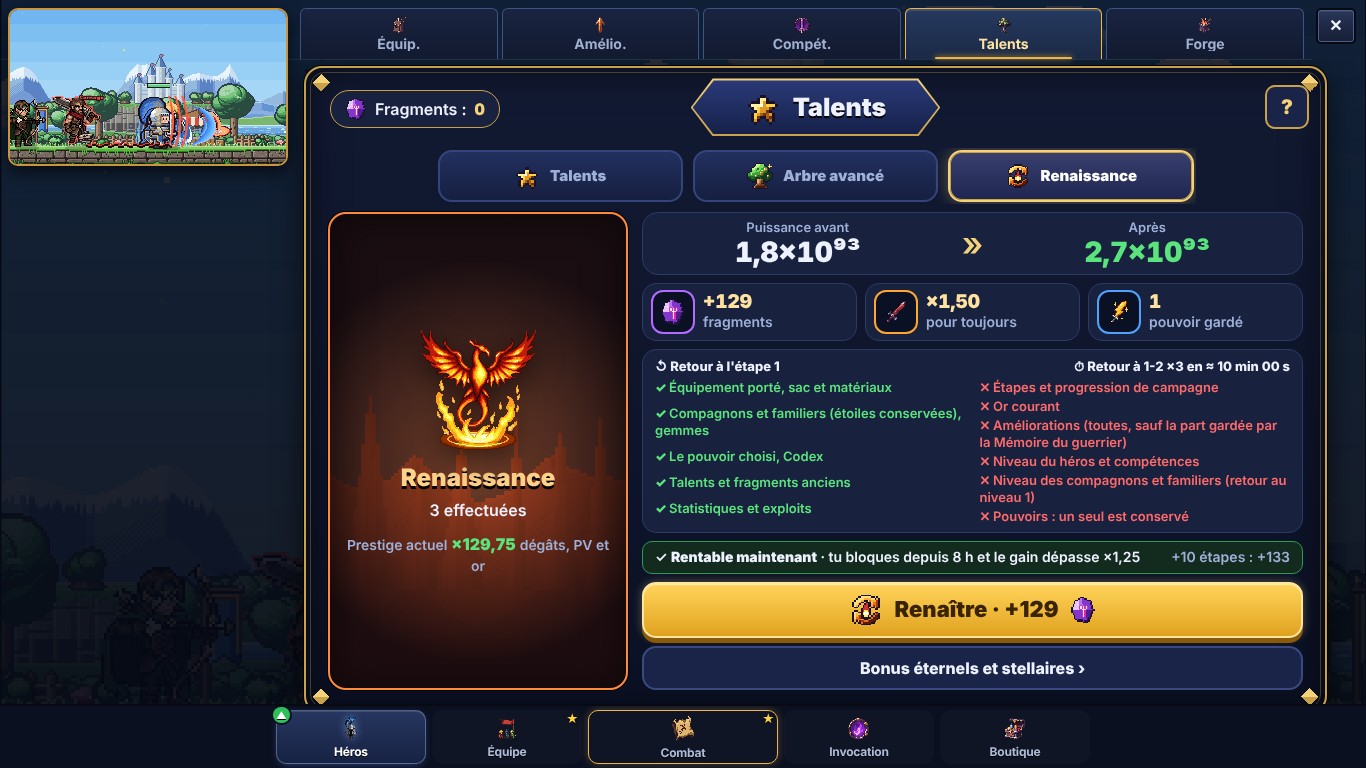 Équip.
Amélio.
Compét.
Talents
Forge
✕
Fragments : 0
Talents
?
Talents
Arbre avancé
Renaissance
Puissance avant
1,8×10⁹³
»
Après
2,7×10⁹³
+129
fragments
×1,50
pour toujours
1
pouvoir gardé
Renaissance
3 effectuées
Prestige actuel ×129,75 dégâts, PV et
or
↺ Retour à l'étape 1
⏱ Retour à 1-2 ×3 en ≈ 10 min 00 s
✓ Équipement porté, sac et matériaux
✓ Compagnons et familiers (étoiles conservées),
gemmes
✓ Le pouvoir choisi, Codex
✓ Talents et fragments anciens
✓ Statistiques et exploits
✕ Étapes et progression de campagne
✕ Or courant
✕ Améliorations (toutes, sauf la part gardée par
la Mémoire du guerrier)
✕ Niveau du héros et compétences
✕ Niveau des compagnons et familiers (retour au
niveau 1)
✕ Pouvoirs : un seul est conservé
✓ Rentable maintenant · tu bloques depuis 8 h et le gain dépasse ×1,25
+10 étapes : +133
Renaître · +129
Bonus éternels et stellaires ›
Héros
Équipe
Combat
Invocation
Boutique